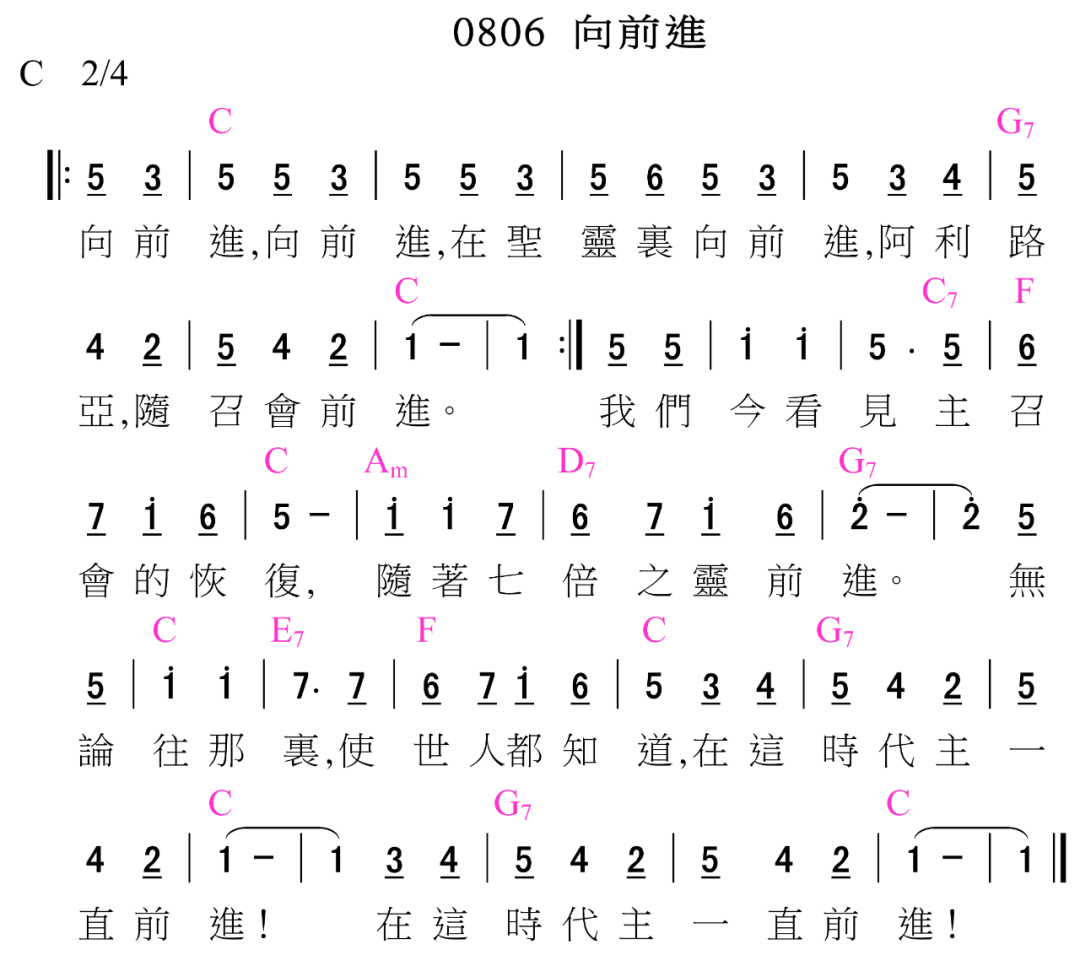 0806 向前進
C 2/4
C G7
5 3 | 5 5 3 | 5 5 3 | 5 6 5 3 | 5 3 4 | 5
向前進,向前進,在聖靈裏向前進,阿利路
C C7 F
4 2 | 5 4 2 | 1 − | 1 :‖ 5 5 | i i | 5 . 5 | 6
亞,隨召會前進。我們今看見主召
C Am D7 G7
7 i 6 | 5 − | i i 7 | 6 7 i 6 | 2̇ − | 2̇ 5
會的恢復,隨著七倍之靈前進。無
C E7 F C G7
5 | i i | 7. 7 | 6 7 i 6 | 5 3 4 | 5 4 2 | 5
論往那裏,使世人都知道,在這時代主一
C G7 C
4 2 | 1 − | 1 3 4 | 5 4 2 | 5 4 2 | 1 − | 1 ‖
直前進!在這時代主一直前進!